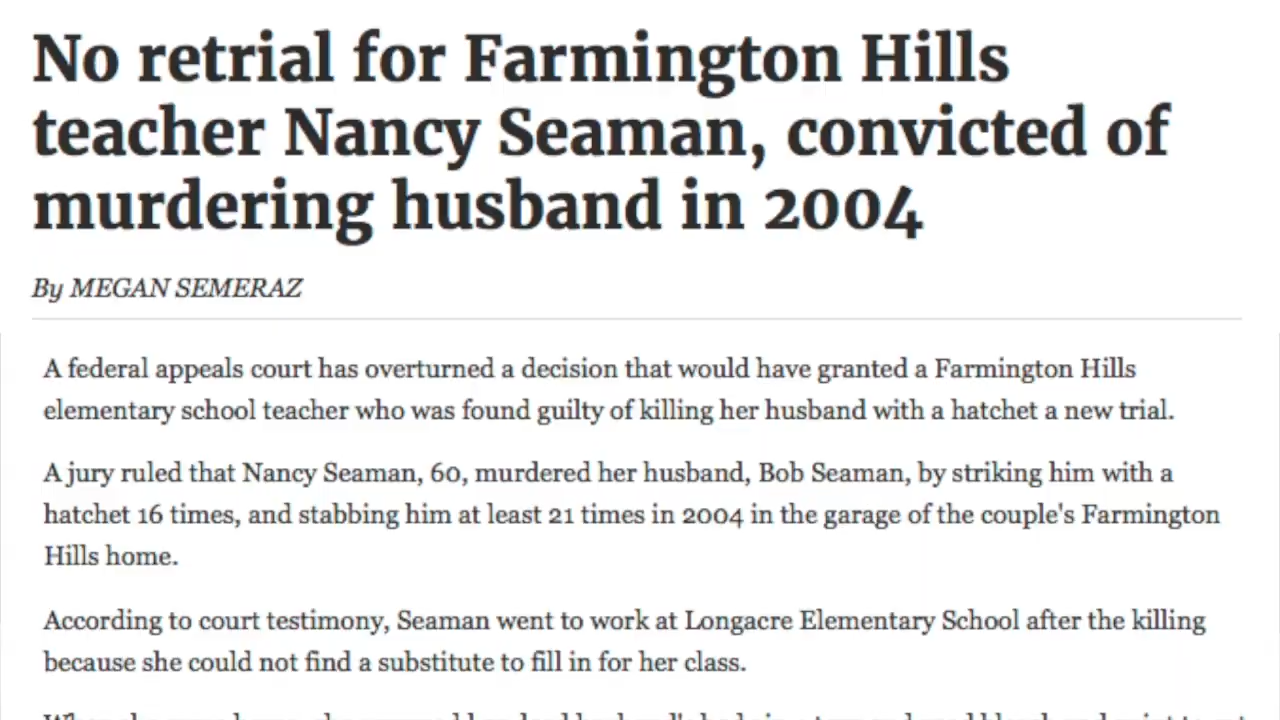 No retrial for Farmington Hills
teacher Nancy Seaman, convicted of
murdering husband in 2004
By MEGAN SEMERAZ
A federal appeals court has overturned a decision that would have granted a Farmington Hills
elementary school teacher who was found guilty of killing her husband with a hatchet a new trial.
A jury ruled that Nancy Seaman, 60, murdered her husband, Bob Seaman, by striking him with a
hatchet 16 times, and stabbing him at least 21 times in 2004 in the garage of the couple's Farmington
Hills home.
According to court testimony, Seaman went to work at Longacre Elementary School after the killing
because she could not find a substitute to fill in for her class.